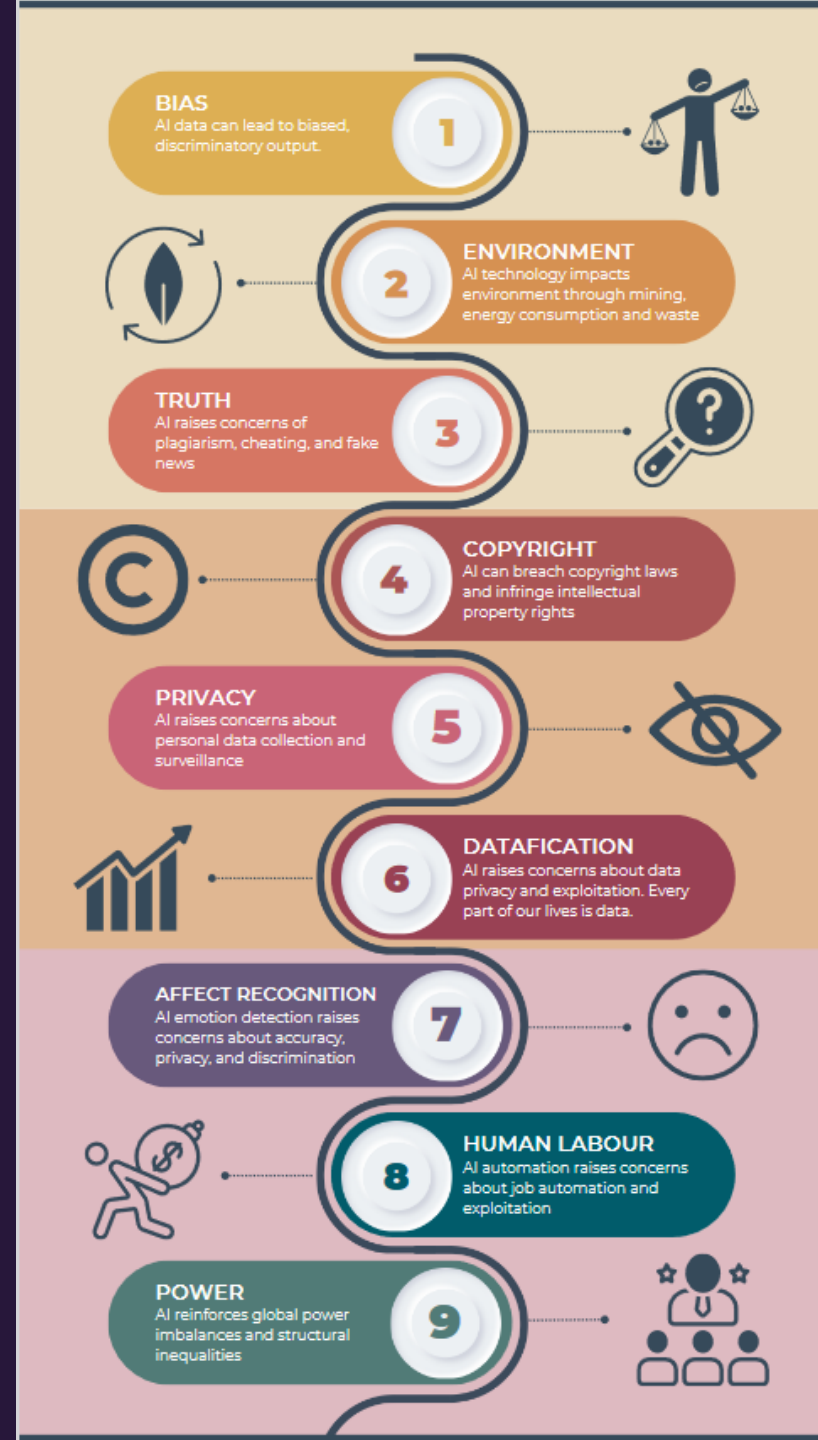 BIAS
AI data can lead to biased,
discriminatory output.
1
2
ENVIRONMENT
AI technology impacts
environment through mining,
energy consumption and waste
TRUTH
AI raises concerns of
plagiarism, cheating, and fake
news
3
?
C
4
COPYRIGHT
AI can breach copyright laws
and infringe intellectual
property rights
PRIVACY
AI raises concerns about
personal data collection and
surveillance
5
6
DATAFICATION
AI raises concerns about data
privacy and exploitation. Every
part of our lives is data.
AFFECT RECOGNITION
AI emotion detection raises
concerns about accuracy,
privacy, and discrimination
7
$
8
HUMAN LABOUR
AI automation raises concerns
about job automation and
exploitation
POWER
AI reinforces global power
imbalances and structural
inequalities
9